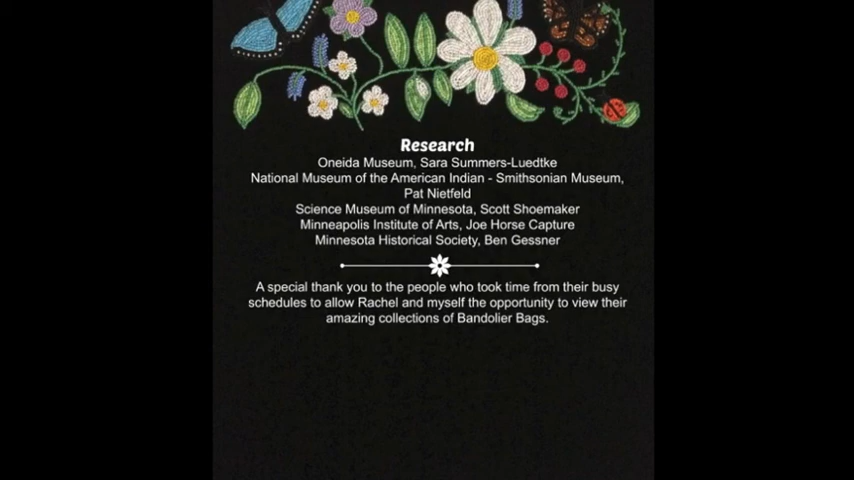 Research
Oneida Museum, Sara Summers-Luedtke
National Museum of the American Indian - Smithsonian Museum,
Pat Nietfeld
Science Museum of Minnesota, Scott Shoemaker
Minneapolis Institute of Arts, Joe Horse Capture
Minnesota Historical Society, Ben Gessner
A special thank you to the people who took time from their busy
schedules to allow Rachel and myself the opportunity to view their
amazing collections of Bandolier Bags.